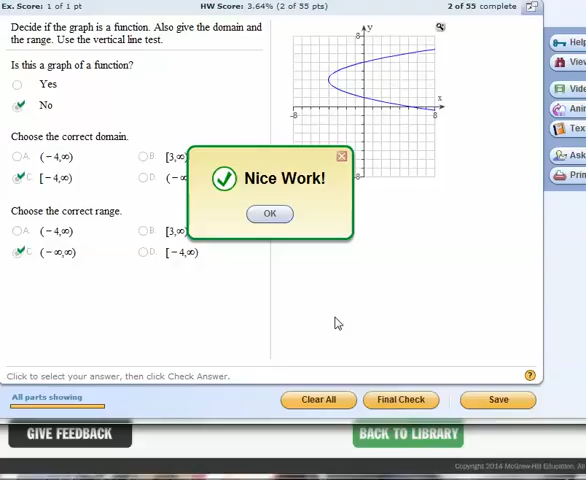 Ex. Score: 1 of 1 pt
HW Score: 3.64% (2 of 55 pts)
2 of 55 complete
Decide if the graph is a function. Also give the domain and
the range. Use the vertical line test.
Is this a graph of a function?
Yes
No
Choose the correct domain.
A. (−4,∞)
B. [3,∞)
C. [−4,∞)
D. (−∞
Choose the correct range.
A. (−4,∞)
B. [3,∞)
C. (−∞,∞)
D. [−4,∞)
8
y
x
-8
8
-8
Nice Work!
OK
Help
View
Vide
Anim
Text
Ask
Prin
Click to select your answer, then click Check Answer.
?
All parts showing
Clear All
Final Check
Save
GIVE FEEDBACK
BACK TO LIBRARY
Copyright 2014 McGraw-Hill Education. All